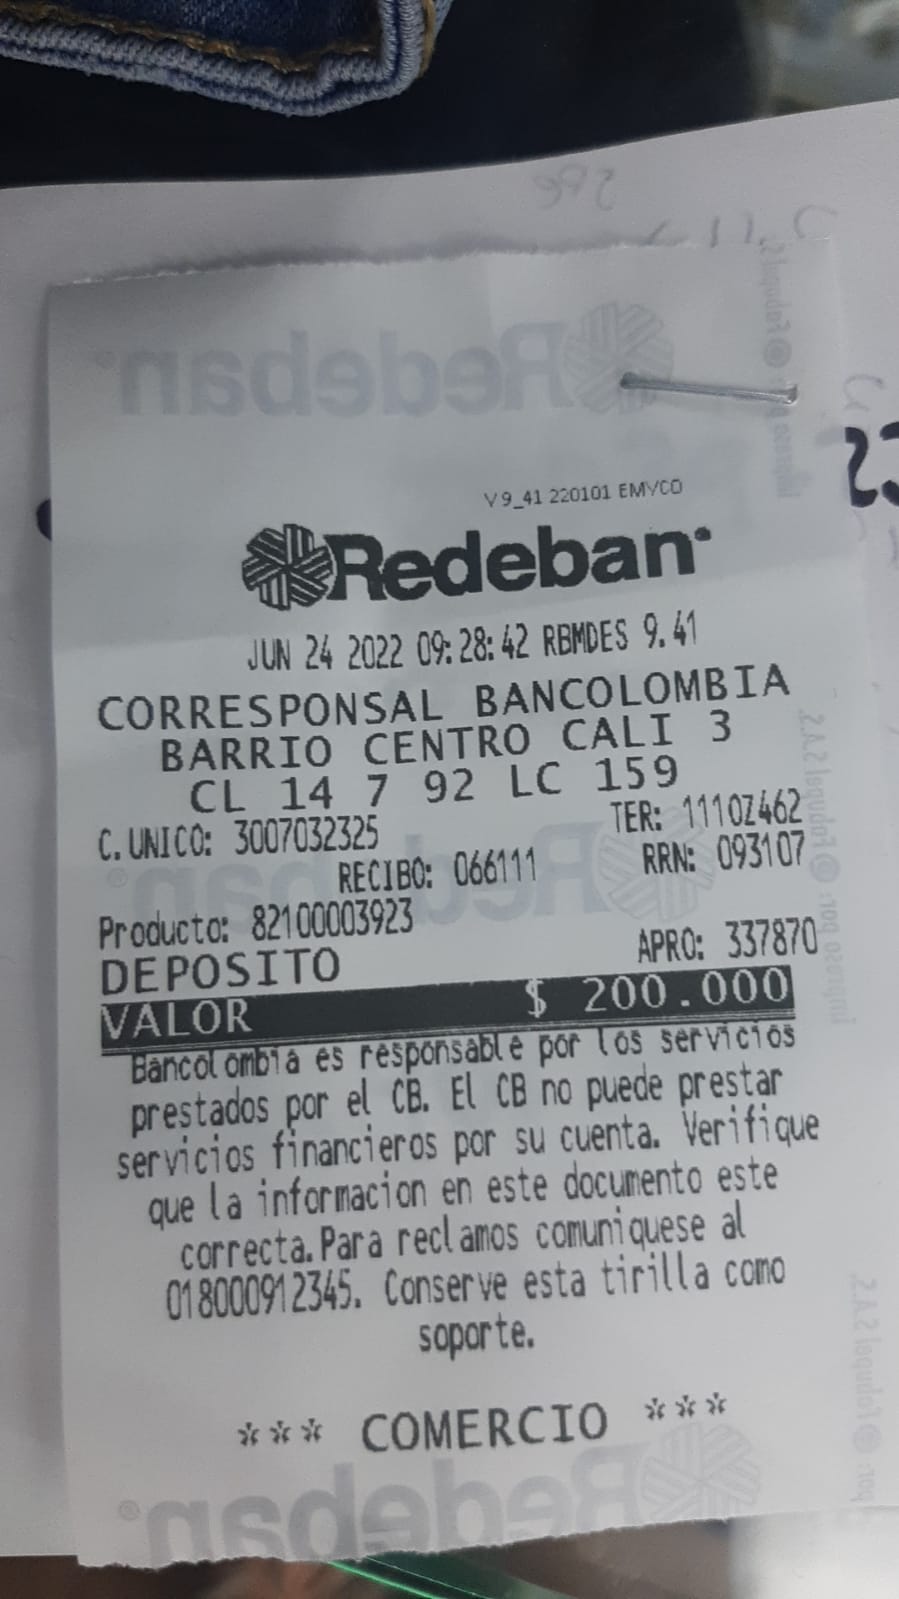 V9_41 220101 EMVCO
Redeban
JUN 24 2022 09:28:42 RBMDES 9.41
CORRESPONSAL BANCOLOMBIA
BARRIO CENTRO CALI 3
CL 14 7 92 LC 159
C. UNICO: 3007032325 TER: 1110Z462
RECIBO: 066111 RRN: 093107
Producto: 82100003923
DEPOSITO APRO: 337870
VALOR $ 200.000
Bancolombia es responsable por los servicios
prestados por el CB. El CB no puede prestar
servicios financieros por su cuenta. Verifique
que la informacion en este documento este
correcta. Para reclamos comuniquese al
018000912345. Conserve esta tirilla como
soporte.
*** COMERCIO ***
Redeban
Redeban
Redeban